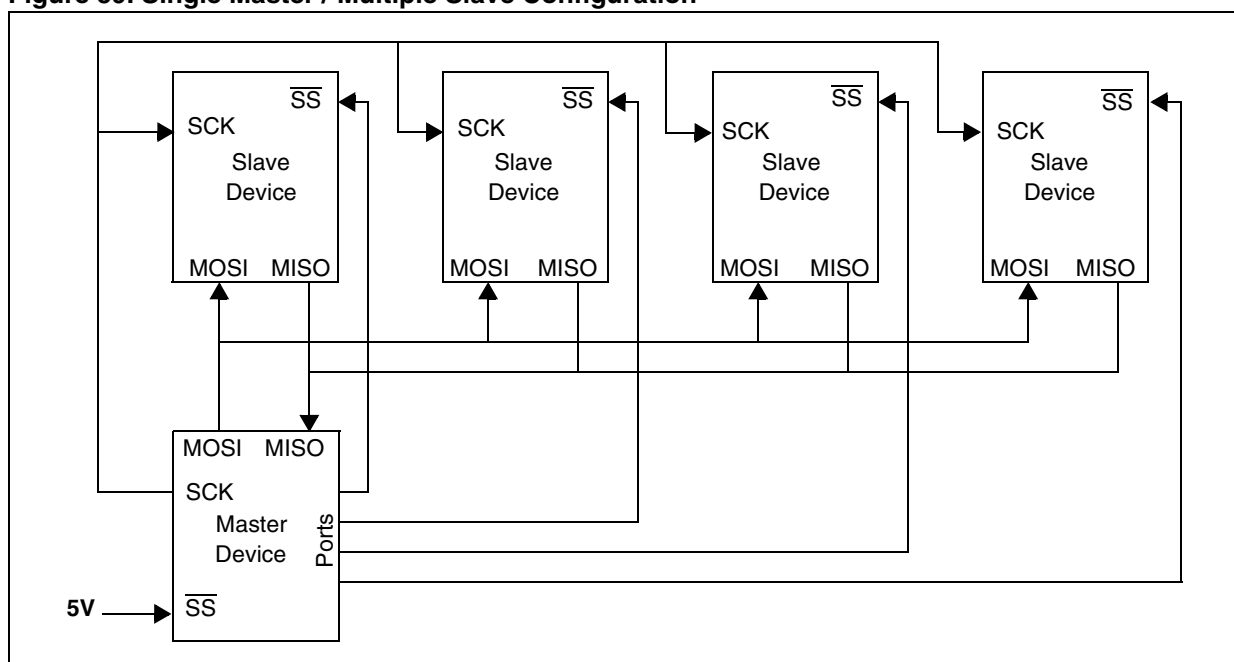 Figure Single Master / Multiple Slave Configuration
SS SS SS SS
SCK SCK SCK SCK
Slave Slave Slave Slave
Device Device Device Device
MOSI MISO MOSI MISO MOSI MISO MOSI MISO
MOSI MISO
SCK
Master
Device
Ports
5V SS